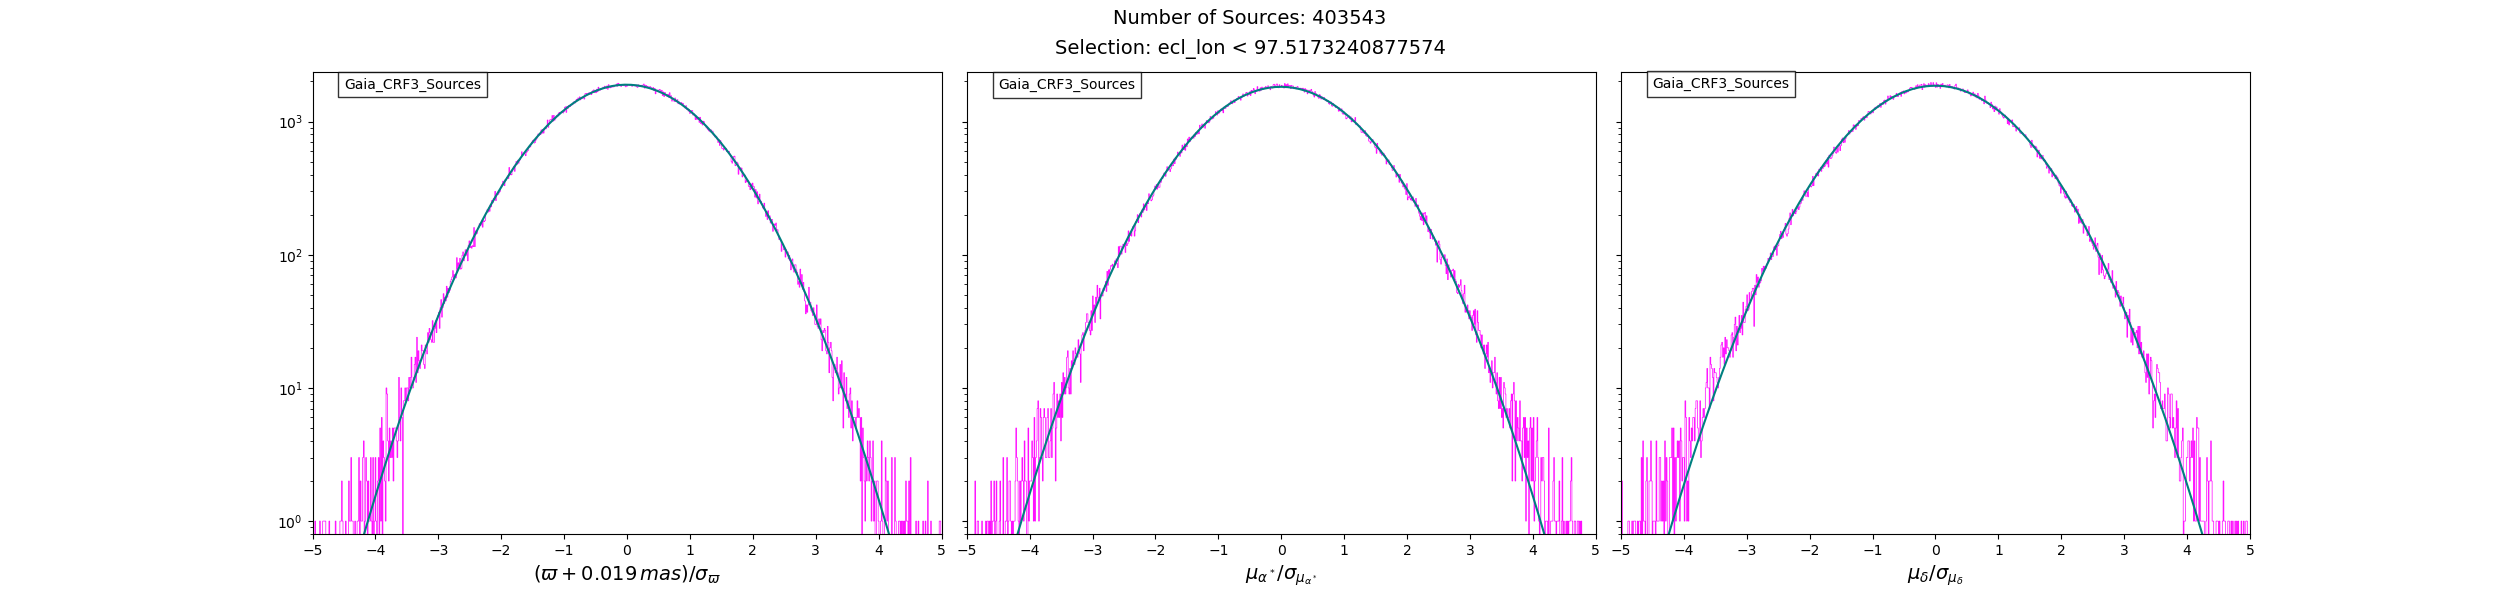 Number of Sources: 403543
Selection: ecl_lon < 97.5173240877574
Gaia_CRF3_Sources Gaia_CRF3_Sources Gaia_CRF3_Sources
10³
10²
10¹
10⁰
−5 −4 −3 −2 −1 0 1 2 3 4 5 −5 −4 −3 −2 −1 0 1 2 3 4 5 −5 −4 −3 −2 −1 0 1 2 3 4 5
(ϖ + 0.019 mas)/σ_ϖ μ_α*/σ_μ_α* μ_δ/σ_μ_δ